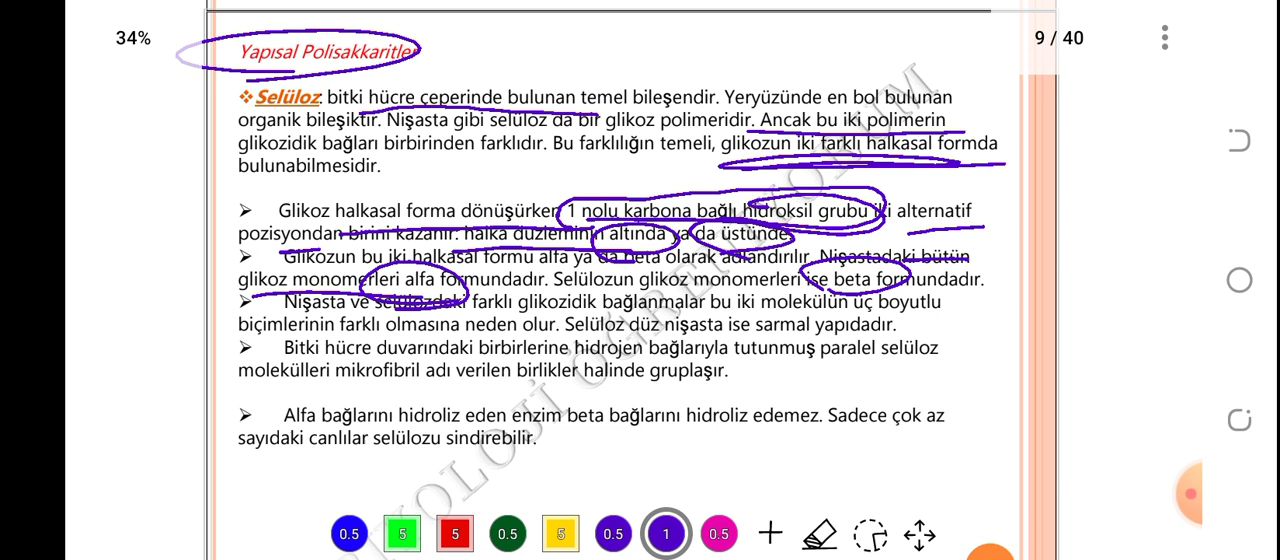 34%
9 / 40
Yapısal Polisakkaritler
❖Selüloz: bitki hücre çeperinde bulunan temel bileşendir. Yeryüzünde en bol bulunan
organik bileşiktir. Nişasta gibi selüloz da bir glikoz polimeridir. Ancak bu iki polimerin
glikozidik bağları birbirinden farklıdır. Bu farklılığın temeli, glikozun iki farklı halkasal formda
bulunabilmesidir.
➢ Glikoz halkasal forma dönüşürken 1 nolu karbona bağlı hidroksil grubu iki alternatif
pozisyondan birini kazanır: halka düzleminin altında ya da üstünde.
➢ Glikozun bu iki halkasal formu alfa ya da beta olarak adlandırılır. Nişastadaki bütün
glikoz monomerleri alfa formundadır. Selülozun glikoz monomerleri ise beta formundadır.
➢ Nişasta ve selülozdaki farklı glikozidik bağlanmalar bu iki molekülün üç boyutlu
biçimlerinin farklı olmasına neden olur. Selüloz düz nişasta ise sarmal yapıdadır.
➢ Bitki hücre duvarındaki birbirlerine hidrojen bağlarıyla tutunmuş paralel selüloz
molekülleri mikrofibril adı verilen birlikler halinde gruplaşır.
➢ Alfa bağlarını hidroliz eden enzim beta bağlarını hidroliz edemez. Sadece çok az
sayıdaki canlılar selülozu sindirebilir.
0.5 5 5 0.5 5 0.5 1 0.5